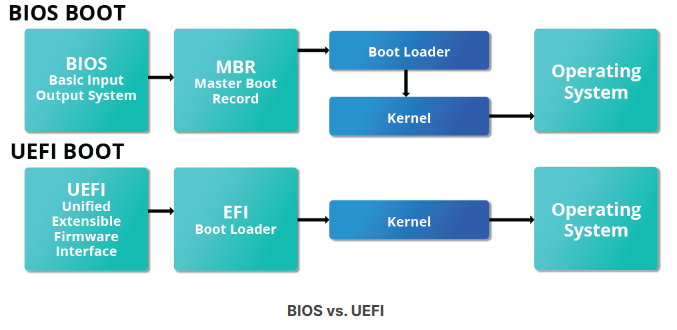 BIOS BOOT
BIOS
Basic Input
Output System
MBR
Master Boot
Record
Boot Loader
Kernel
Operating
System
UEFI BOOT
UEFI
Unified
Extensible
Firmware
Interface
EFI
Boot Loader
Kernel
Operating
System
BIOS vs. UEFI